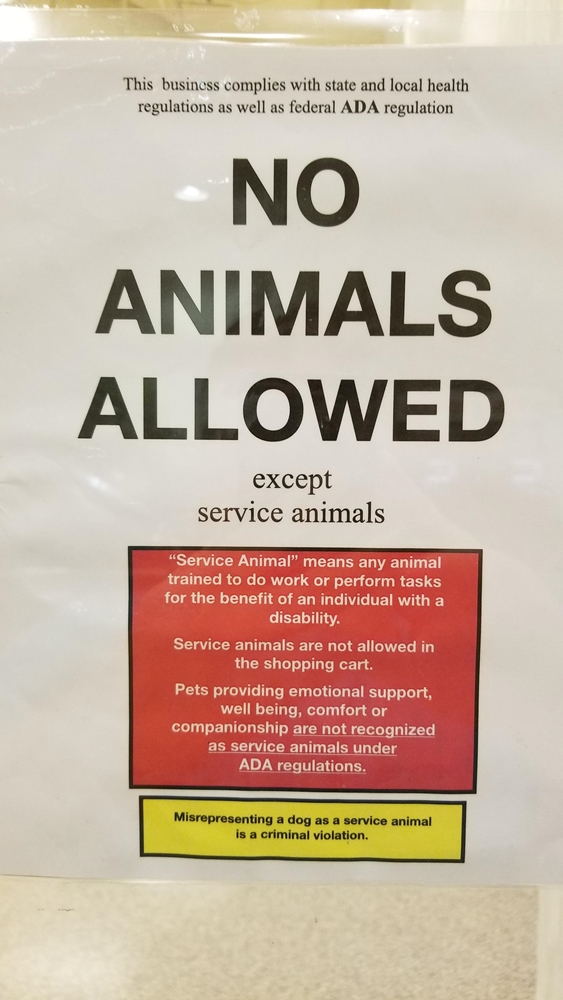 This business complies with state and local health
regulations as well as federal ADA regulation
NO
ANIMALS
ALLOWED
except
service animals
“Service Animal” means any animal
trained to do work or perform tasks
for the benefit of an individual with a
disability.
Service animals are not allowed in
the shopping cart.
Pets providing emotional support,
well being, comfort or
companionship are not recognized
as service animals under
ADA regulations.
Misrepresenting a dog as a service animal
is a criminal violation.